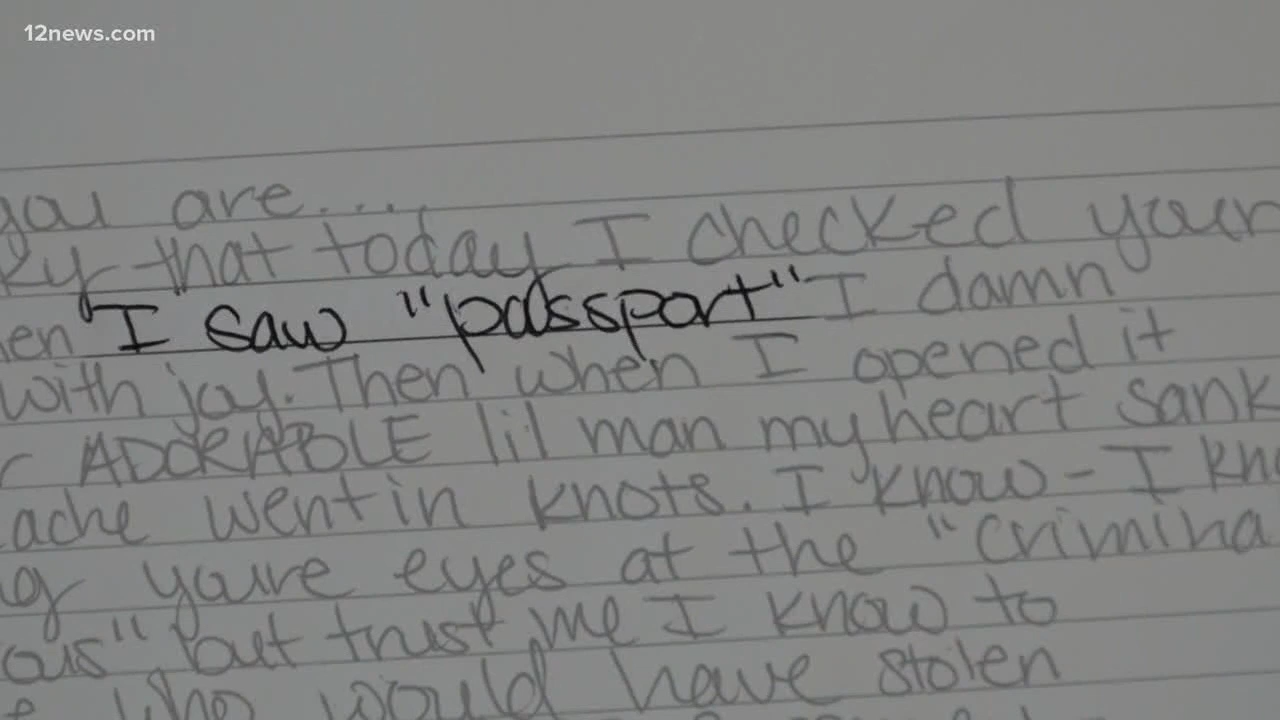 12news.com
you are....
ky that today I checked your
en I saw "passport" I damn
with joy. Then when I opened it
r ADORABLE lil man my heart sank
ache went in knots. I know - I kn
g youre eyes at the "crimina
ous" but trust me I know to
e who would have stolen